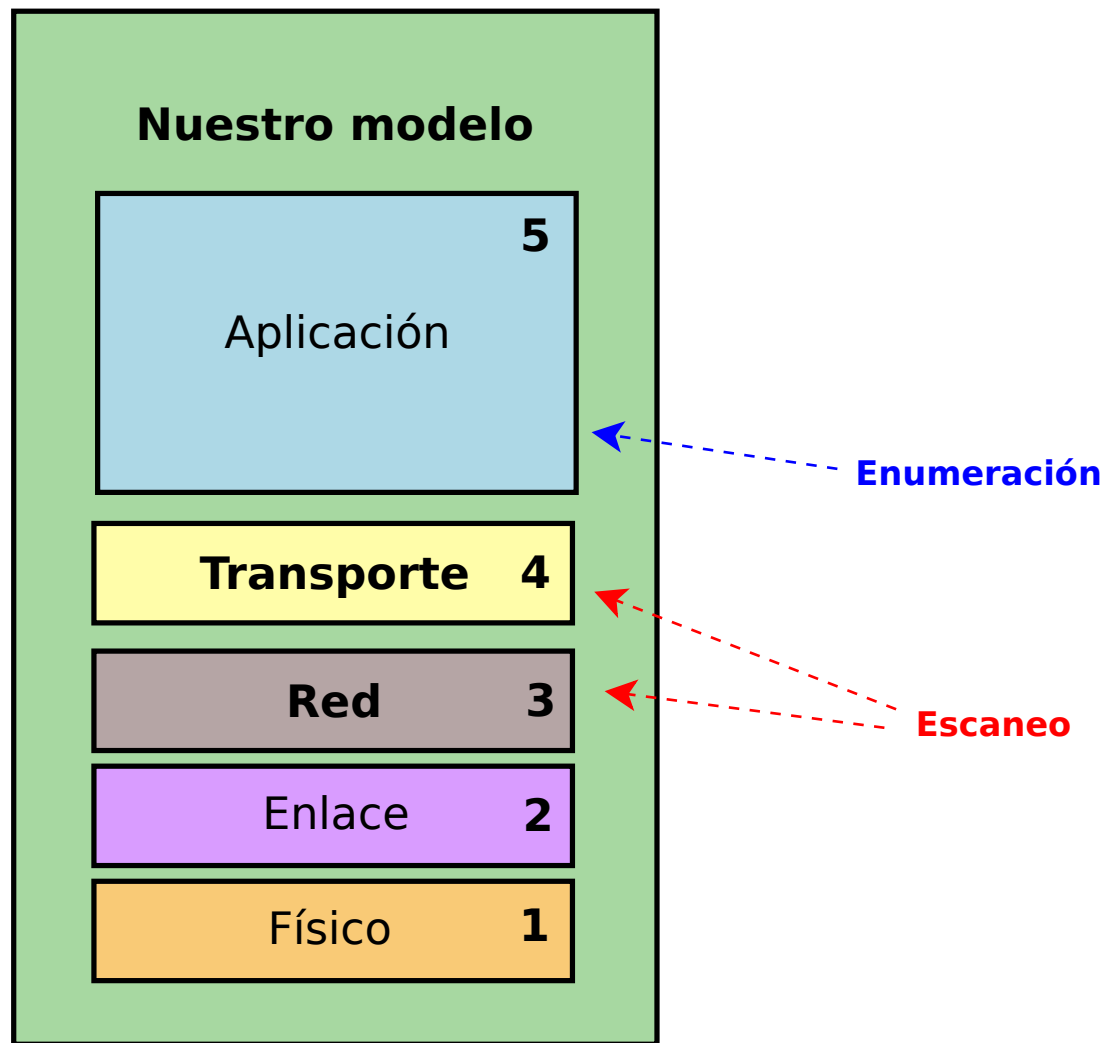 Nuestro modelo
5
Aplicación
Enumeración
Transporte 4
Red 3
Escaneo
Enlace 2
Físico 1